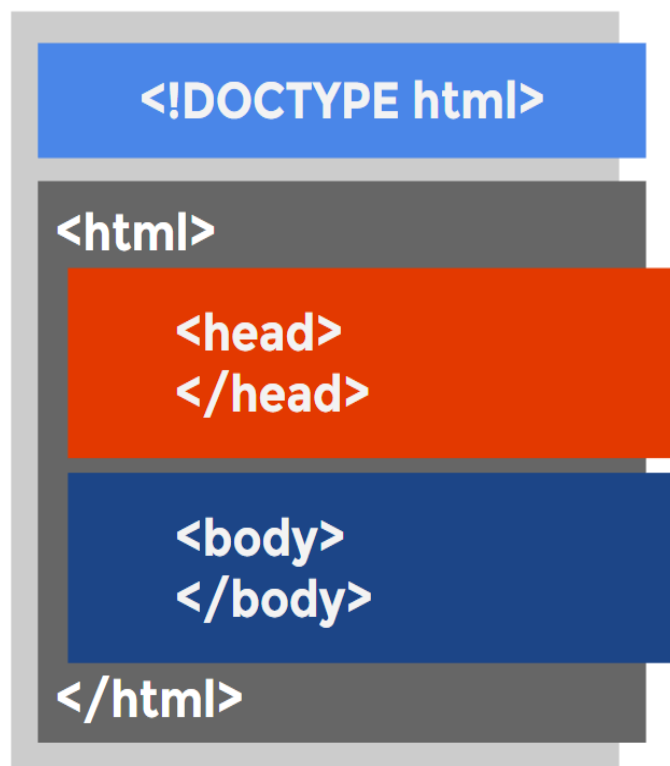 <!DOCTYPE html>
<html>
<head>
</head>
<body>
</body>
</html>